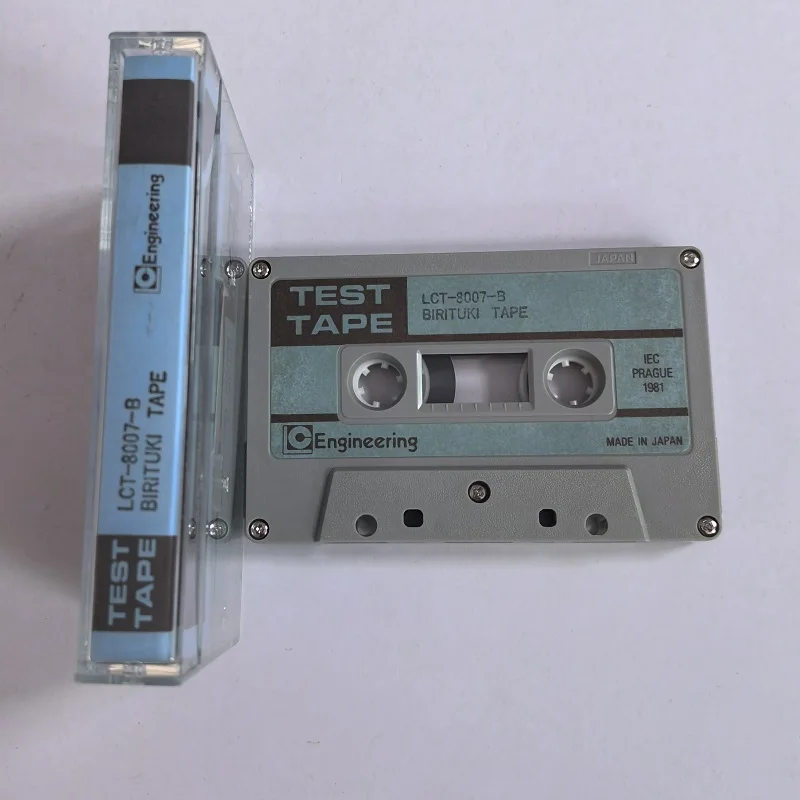 Engineering
LCT-8007-B
BIRITUKI TAPE
TEST
TAPE
JAPAN
TEST
TAPE
LCT-8007-B
BIRITUKI TAPE
IEC
PRAGUE
1981
Engineering
MADE IN JAPAN